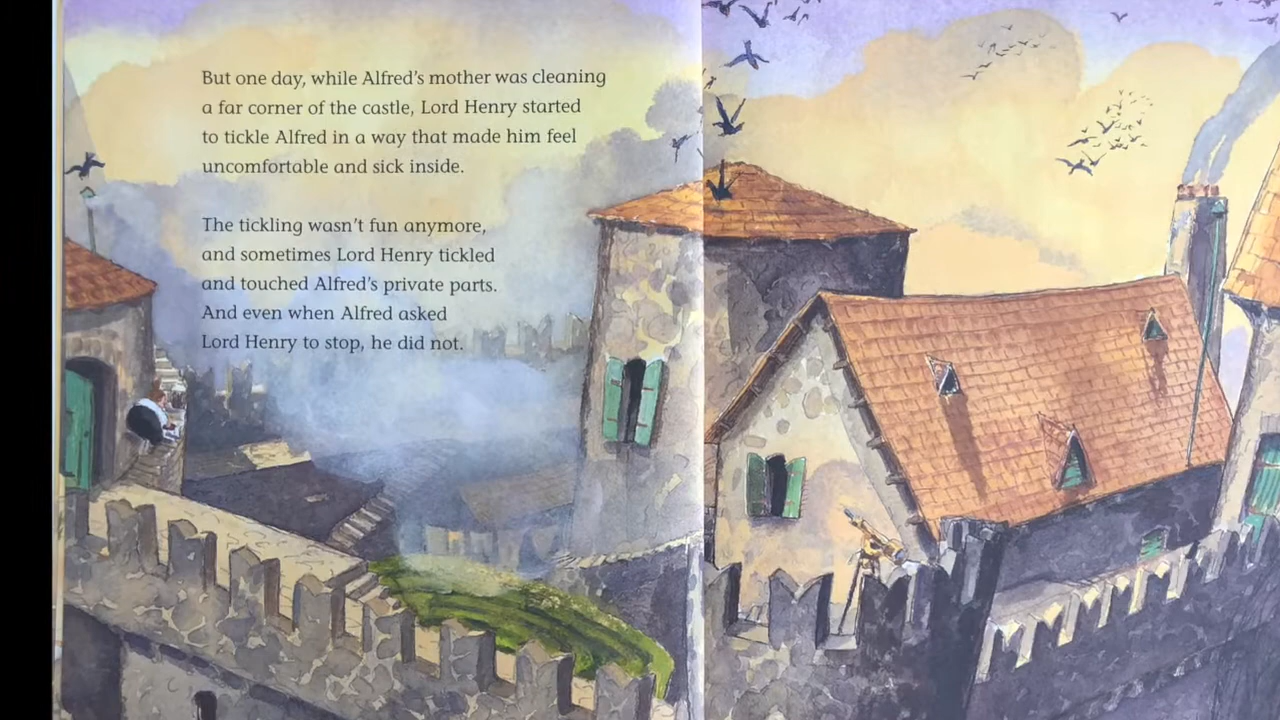 But one day, while Alfred's mother was cleaning
a far corner of the castle, Lord Henry started
to tickle Alfred in a way that made him feel
uncomfortable and sick inside.
The tickling wasn't fun anymore,
and sometimes Lord Henry tickled
and touched Alfred's private parts.
And even when Alfred asked
Lord Henry to stop, he did not.